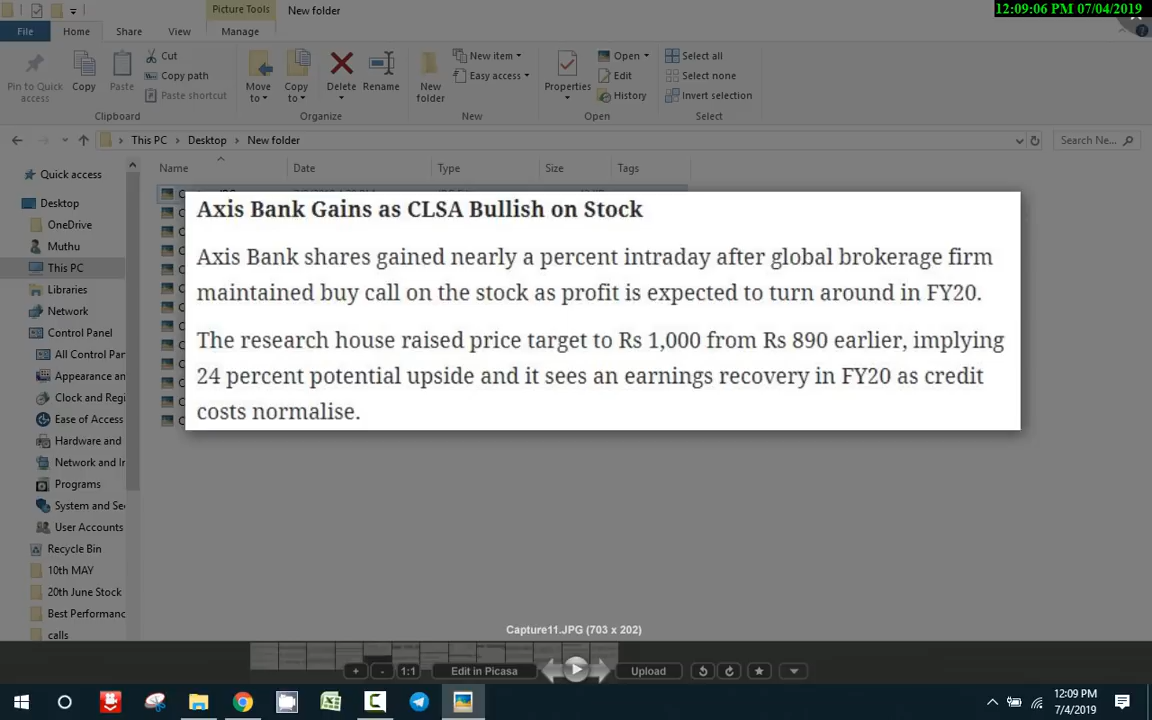 Picture Tools
New folder
12:09:06 PM 07/04/2019
File
Home
Share
View
Manage
Pin to Quick access
Copy
Paste
Cut
Copy path
Paste shortcut
Clipboard
Move to
Copy to
Delete
Rename
Organize
New folder
New item
Easy access
New
Properties
Open
Edit
History
Open
Select all
Select none
Invert selection
Select
This PC
Desktop
New folder
Search Ne...
Name
Date
Type
Size
Tags
Quick access
Desktop
OneDrive
Muthu
This PC
Libraries
Network
Control Panel
All Control Par
Appearance an
Clock and Regi
Ease of Access
Hardware and
Network and In
Programs
System and Se
User Accounts
Recycle Bin
10th MAY
20th June Stock
Best Performanc
calls
Axis Bank Gains as CLSA Bullish on Stock
Axis Bank shares gained nearly a percent intraday after global brokerage firm
maintained buy call on the stock as profit is expected to turn around in FY20.
The research house raised price target to Rs 1,000 from Rs 890 earlier, implying
24 percent potential upside and it sees an earnings recovery in FY20 as credit
costs normalise.
Capture11.JPG (703 x 202)
+
-
1:1
Edit in Picasa
Upload
12:09 PM
7/4/2019